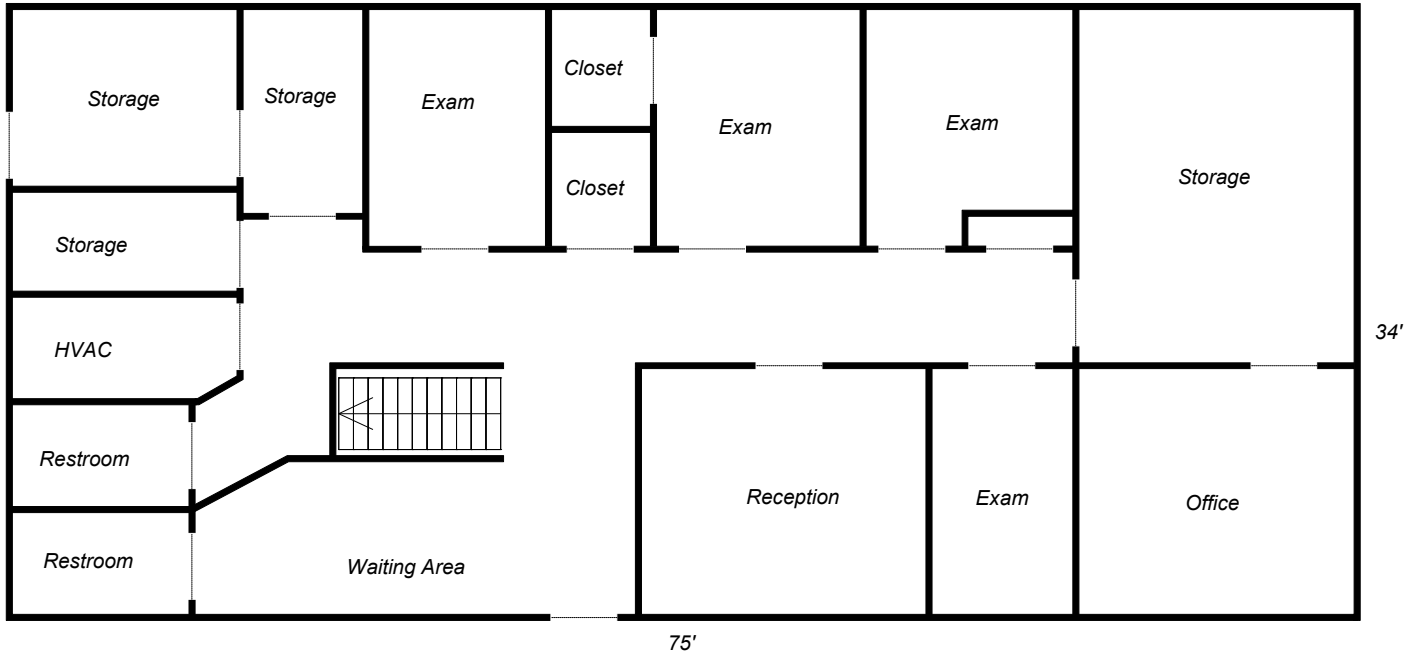 Closet
Storage
Storage
Exam
Exam
Exam
Storage
Closet
Storage
34'
HVAC
Restroom
Reception
Exam
Office
Restroom
Waiting Area
75'